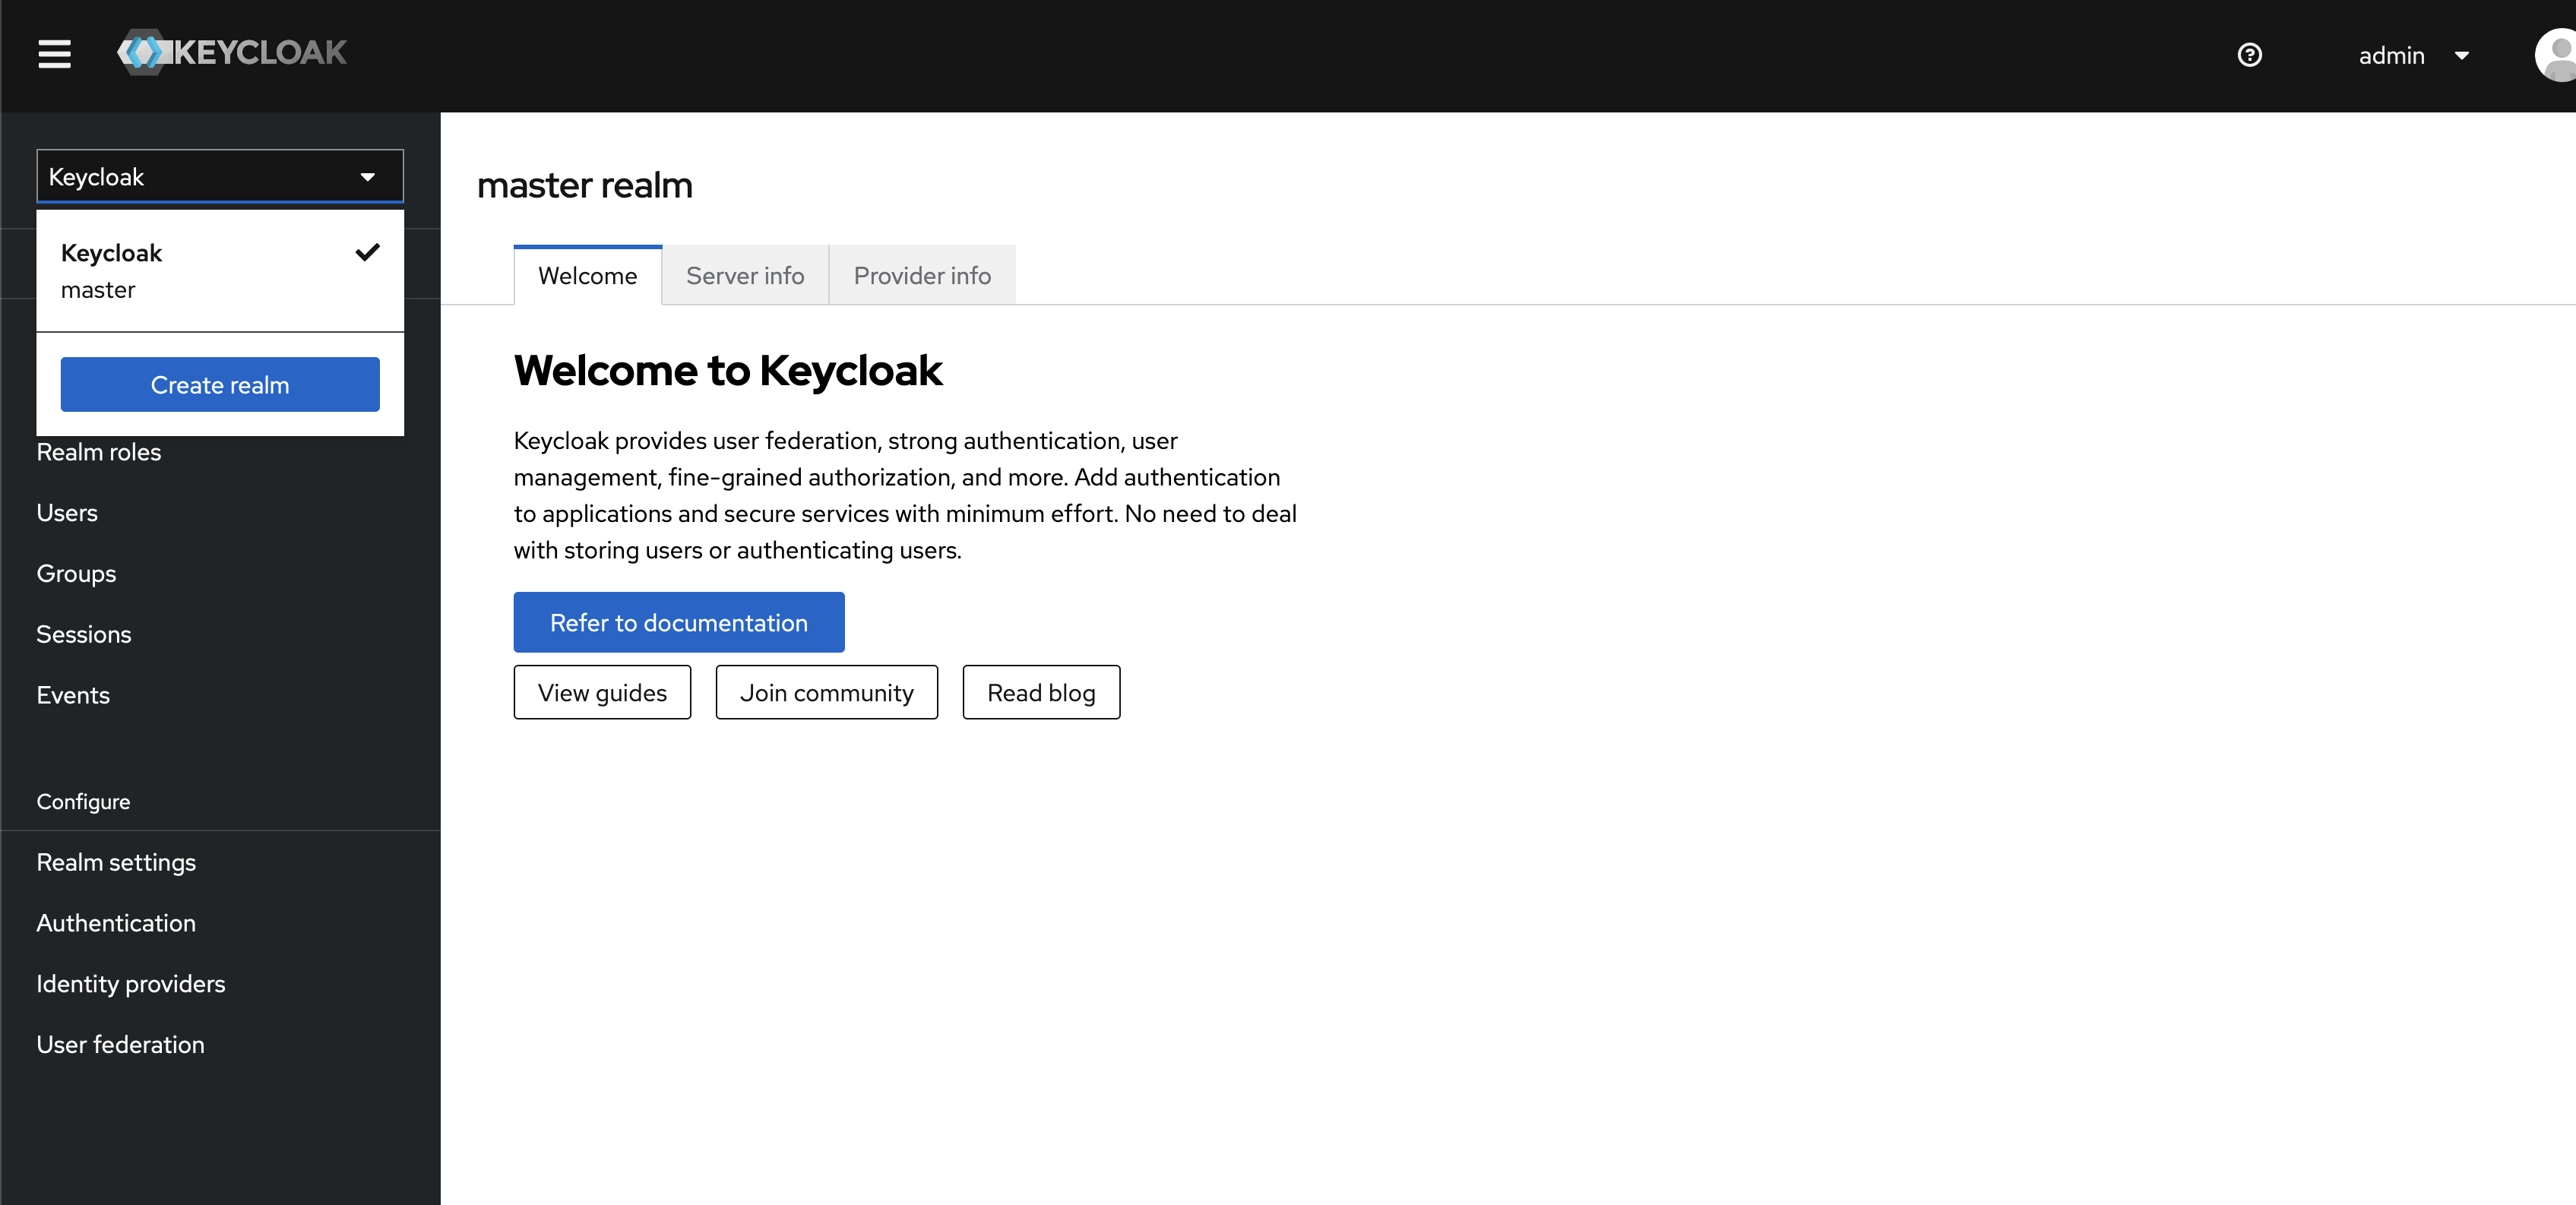 KEYCLOAK
admin
Keycloak
Keycloak
master
Create realm
Realm roles
Users
Groups
Sessions
Events
Configure
Realm settings
Authentication
Identity providers
User federation
master realm
Welcome
Server info
Provider info
Welcome to Keycloak
Keycloak provides user federation, strong authentication, user
management, fine-grained authorization, and more. Add authentication
to applications and secure services with minimum effort. No need to deal
with storing users or authenticating users.
Refer to documentation
View guides
Join community
Read blog